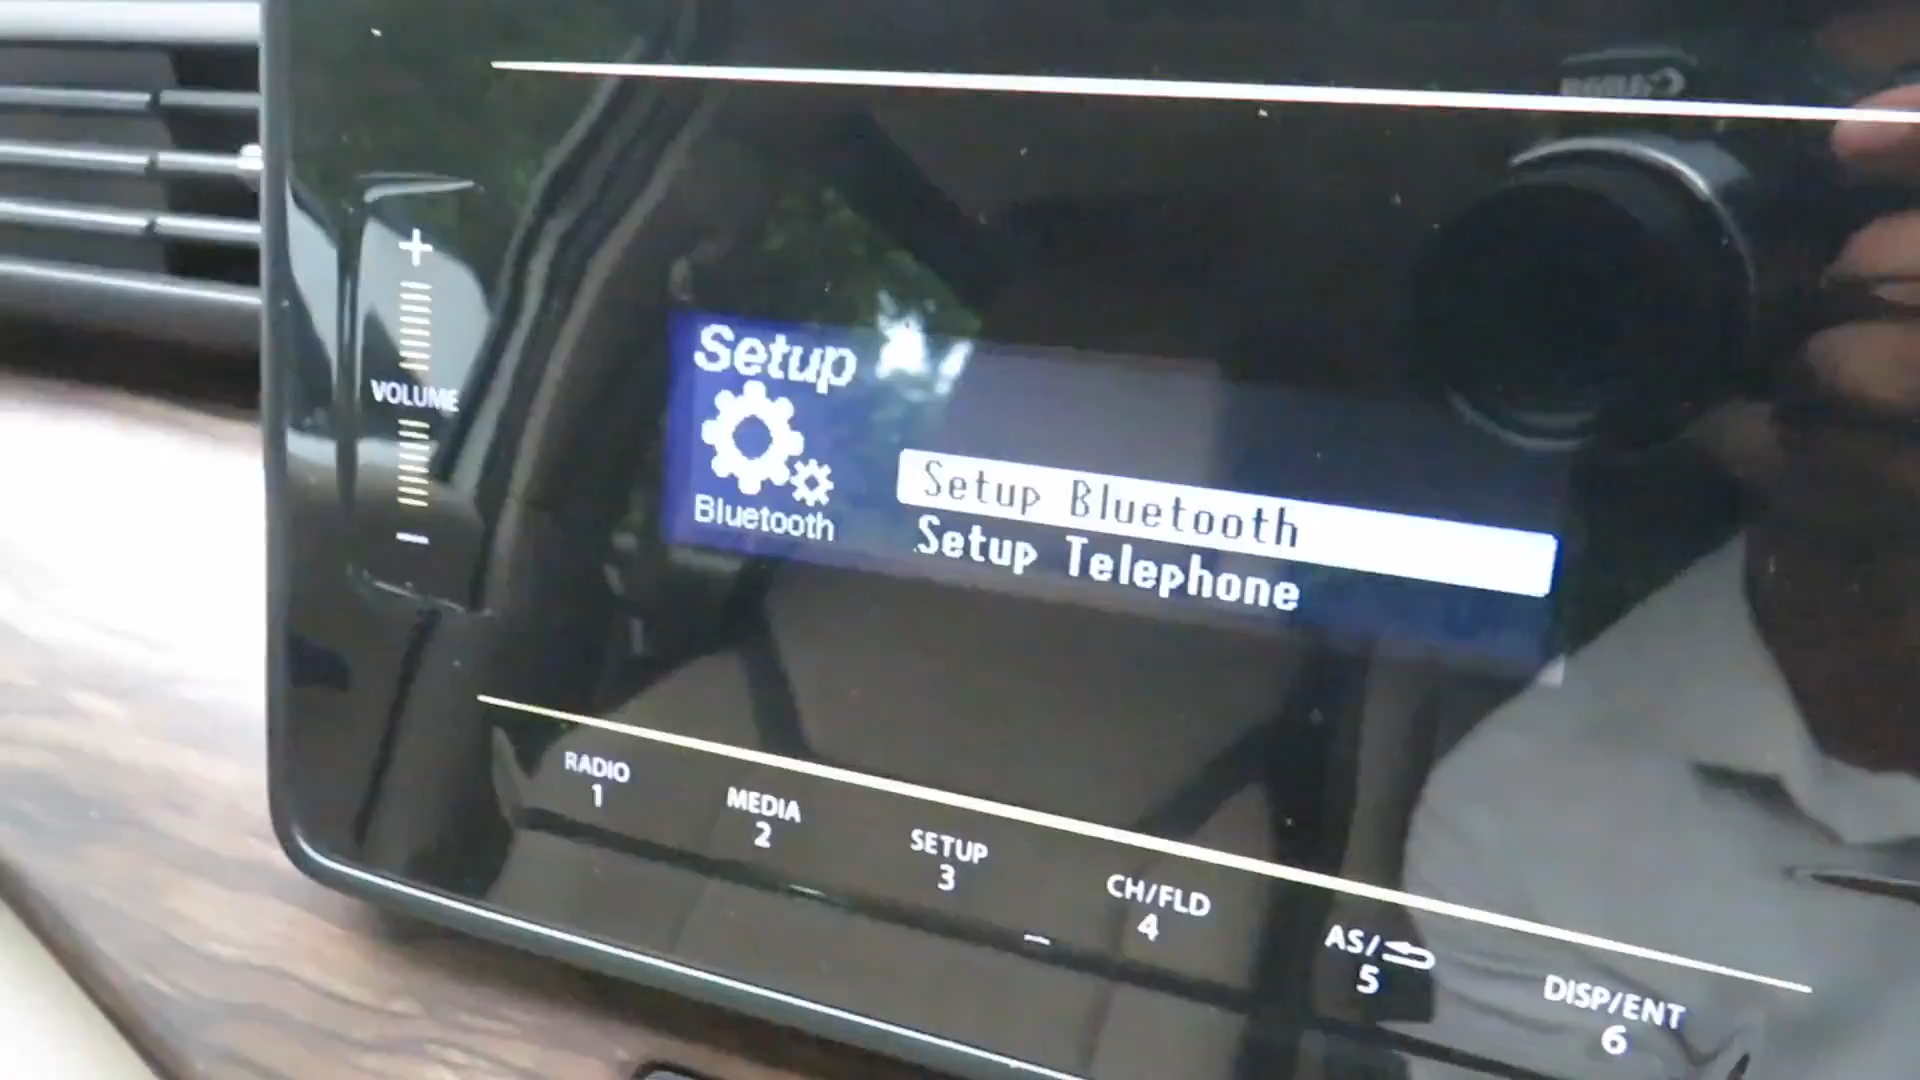 +
VOLUME
−
Setup
Bluetooth
Setup Bluetooth
Setup Telephone
RADIO
1
MEDIA
2
SETUP
3
CH/FLD
4
AS/
5
DISP/ENT
6